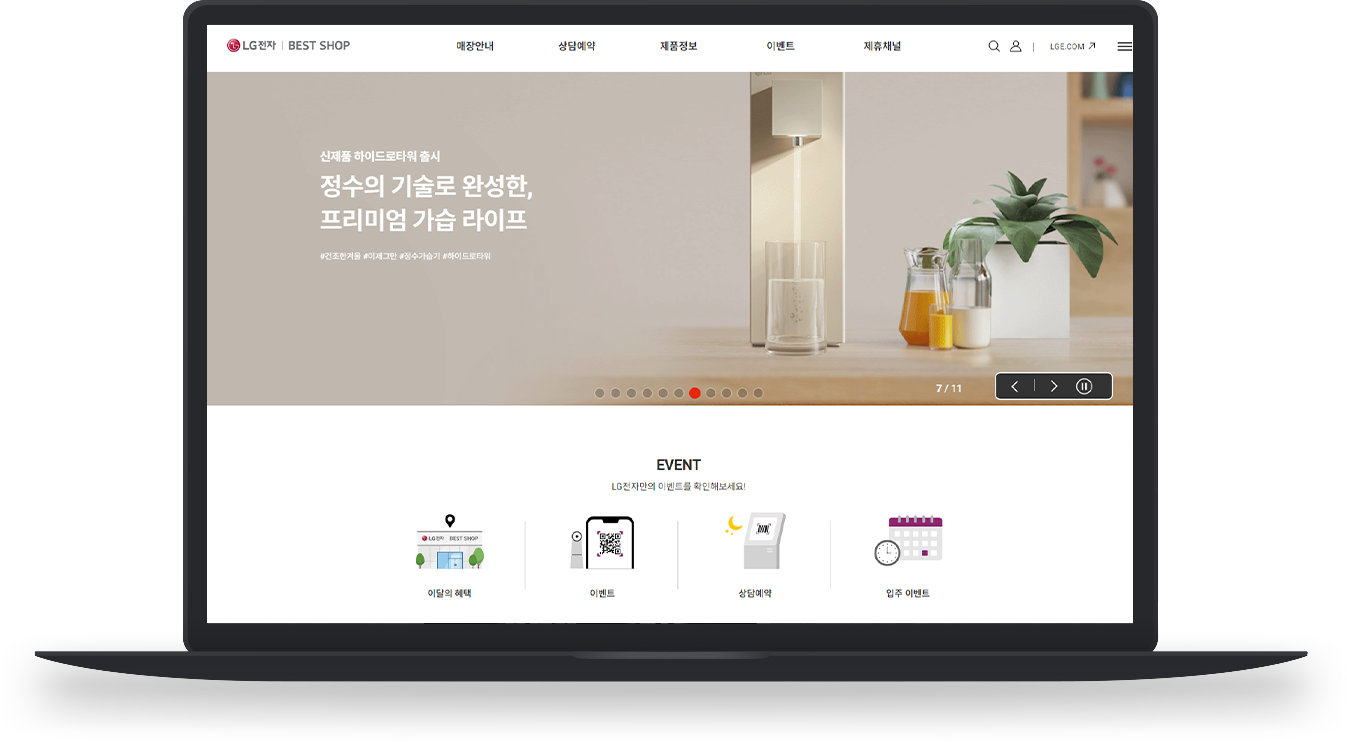 LG전자 | BEST SHOP
매장안내 상담예약 제품정보 이벤트 제휴채널
LGE.COM
신제품 하이드로타워 출시
정수의 기술로 완성한,
프리미엄 가습 라이프
#건조한겨울 #이제그만 #정수가습기 #하이드로타워
7 / 11
EVENT
LG전자만의 이벤트를 확인해보세요!
LG전자 BEST SHOP
이달의 혜택
이벤트
상담예약
입주 이벤트